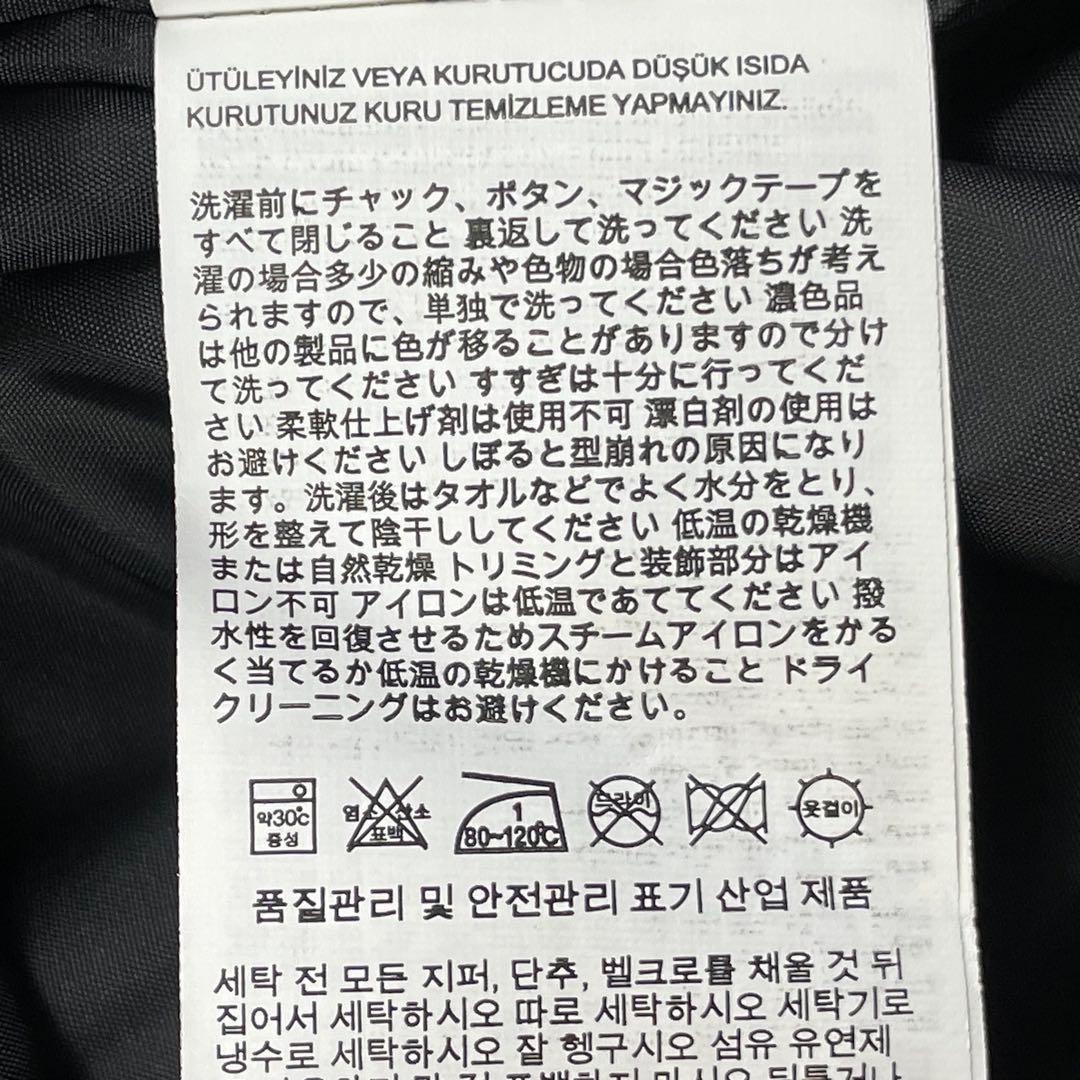 ÜTÜLEYİNİZ VEYA KURUTUCUDA DÜŞÜK ISIDA
KURUTUNUZ KURU TEMİZLEME YAPMAYINIZ.
洗濯前にチャック、ボタン、マジックテープを
すべて閉じること 裏返して洗ってください 洗
濯の場合多少の縮みや色物の場合色落ちが考え
られますので、単独で洗ってください 濃色品
は他の製品に色が移ることがありますので分け
て洗ってください すすぎは十分に行ってくだ
さい 柔軟仕上げ剤は使用不可 漂白剤の使用は
お避けください しぼると型崩れの原因になり
ます。洗濯後はタオルなどでよく水分をとり、
形を整えて陰干ししてください 低温の乾燥機
または自然乾燥 トリミングと装飾部分はアイ
ロン不可 アイロンは低温であててください 撥
水性を回復させるためスチームアイロンをかる
く当てるか低温の乾燥機にかけること ドライ
クリーニングはお避けください。
약30℃ 중성 염소 산소 표백 1 80~120℃ 드라이 옷걸이
품질관리 및 안전관리 표기 산업 제품
세탁 전 모든 지퍼, 단추, 벨크로를 채울 것 뒤
집어서 세탁하시오 따로 세탁하시오 세탁기로
냉수로 세탁하시오 잘 헹구시오 섬유 유연제